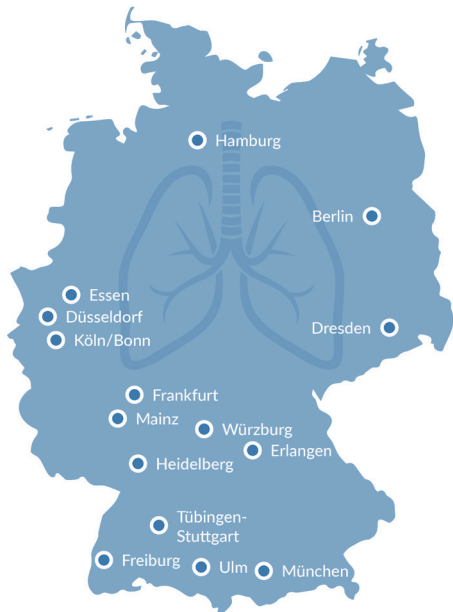 Hamburg
Berlin
Essen
Düsseldorf
Dresden
Köln/Bonn
Frankfurt
Mainz
Würzburg
Erlangen
Heidelberg
Tübingen-
Stuttgart
Freiburg
Ulm
München